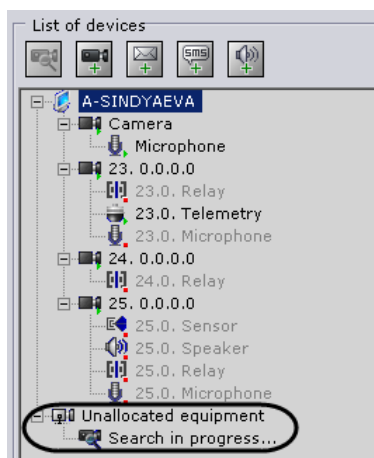 List of devices
SMS
A-SINDYAEVA
Camera
Microphone
23. 0.0.0.0
23.0. Relay
23.0. Telemetry
23.0. Microphone
24. 0.0.0.0
24.0. Relay
25. 0.0.0.0
25.0. Sensor
25.0. Speaker
25.0. Relay
25.0. Microphone
Unallocated equipment
Search in progress...